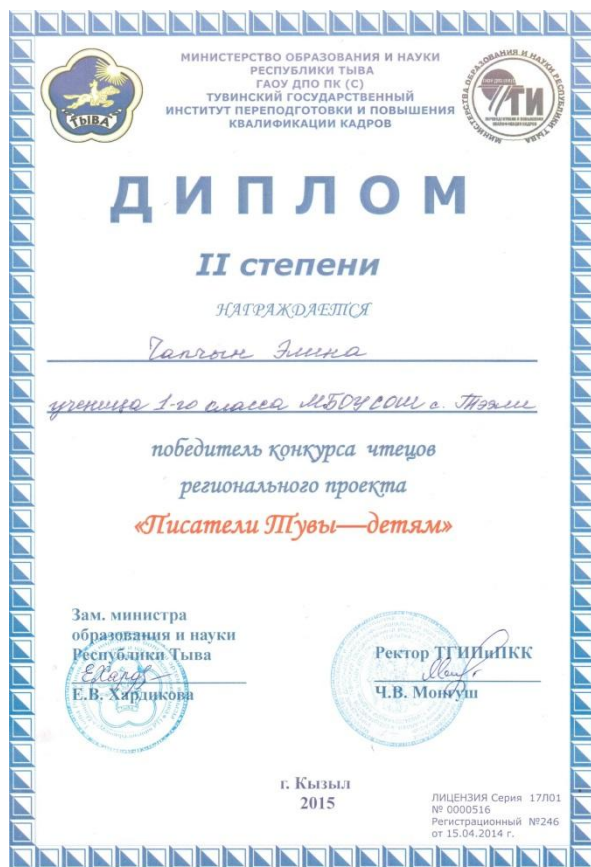 МИНИСТЕРСТВО ОБРАЗОВАНИЯ И НАУКИ
РЕСПУБЛИКИ ТЫВА
ГАОУ ДПО ПК (С)
ТУВИНСКИЙ ГОСУДАРСТВЕННЫЙ
ИНСТИТУТ ПЕРЕПОДГОТОВКИ И ПОВЫШЕНИЯ
КВАЛИФИКАЦИИ КАДРОВ
ТЫВА
ТИ
ДИПЛОМ
II степени
НАГРАЖДАЕТСЯ
Чапчын Элина
ученица 1-го класса МБОУ СОШ с. Тээли
победитель конкурса чтецов
регионального проекта
«Писатели Тувы—детям»
Зам. министра
образования и науки
Республики Тыва
Е.В. Хардикова
Ректор ТГИПиПКК
Ч.В. Монгуш
г. Кызыл
2015
ЛИЦЕНЗИЯ Серия 17Л01
№ 0000516
Регистрационный №246
от 15.04.2014 г.